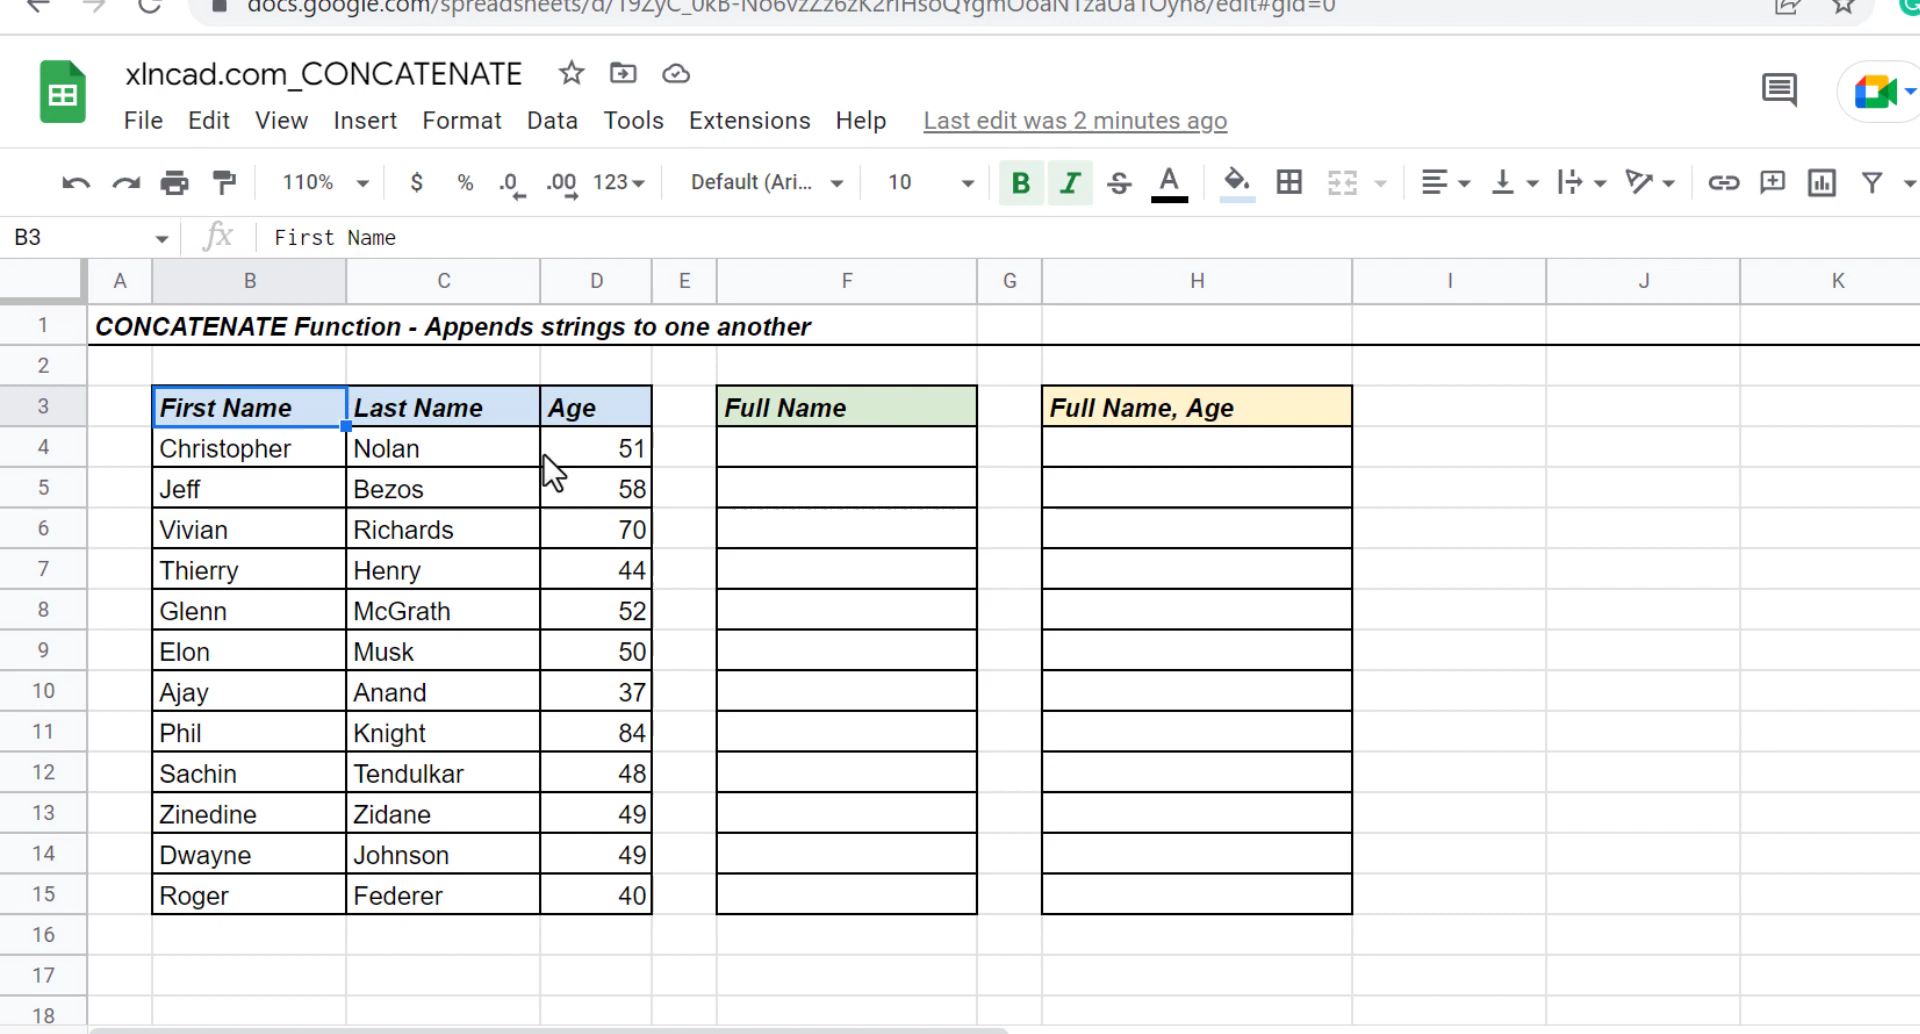 xlncad.com_CONCATENATE
File Edit View Insert Format Data Tools Extensions Help Last edit was 2 minutes ago
110% $ % .0 .00 123 Default (Ari... 10 B I S A
B3 fx First Name
A B C D E F G H I J K
1 CONCATENATE Function - Appends strings to one another
2
3 First Name Last Name Age Full Name Full Name, Age
4 Christopher Nolan 51
5 Jeff Bezos 58
6 Vivian Richards 70
7 Thierry Henry 44
8 Glenn McGrath 52
9 Elon Musk 50
10 Ajay Anand 37
11 Phil Knight 84
12 Sachin Tendulkar 48
13 Zinedine Zidane 49
14 Dwayne Johnson 49
15 Roger Federer 40
16
17
18